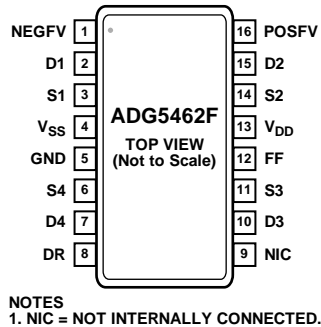 NEGFV 1 16 POSFV
D1 2 15 D2
S1 3 14 S2
VSS 4 ADG5462F 13 VDD
TOP VIEW
GND 5 (Not to Scale) 12 FF
S4 6 11 S3
D4 7 10 D3
DR 8 9 NIC
NOTES
1. NIC = NOT INTERNALLY CONNECTED.